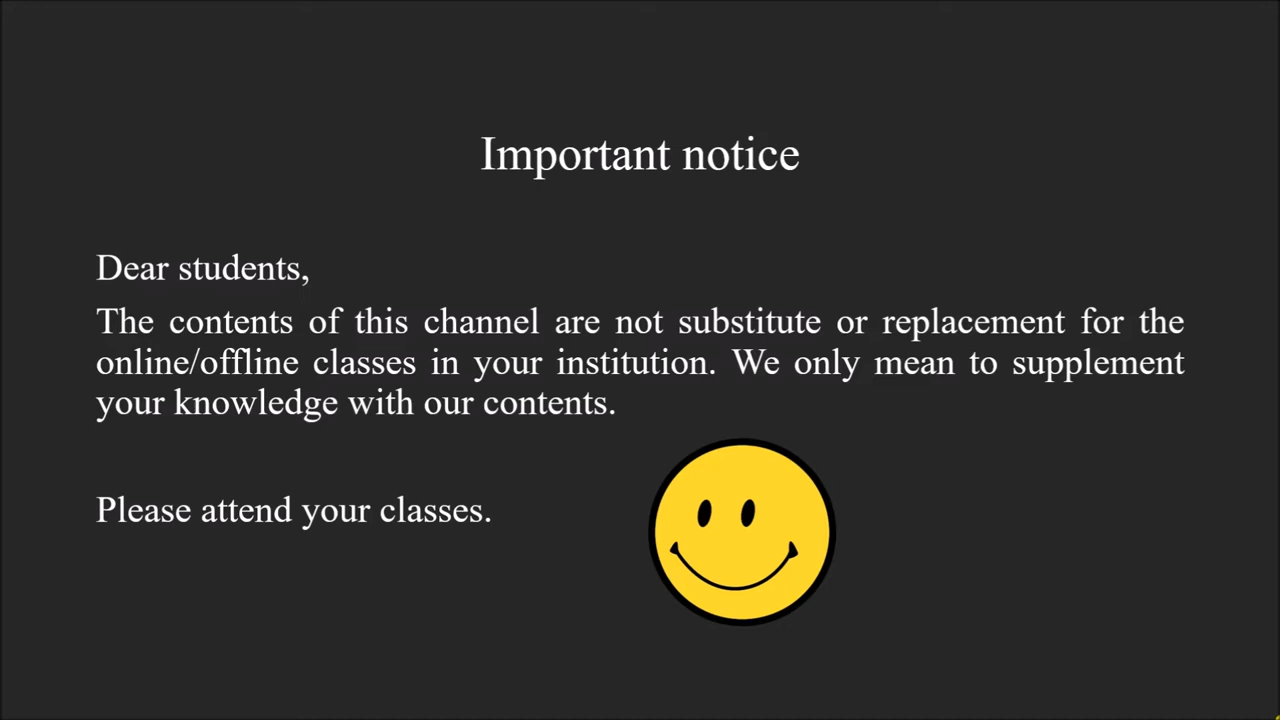 Important notice
Dear students,
The contents of this channel are not substitute or replacement for the
online/offline classes in your institution. We only mean to supplement
your knowledge with our contents.
Please attend your classes.